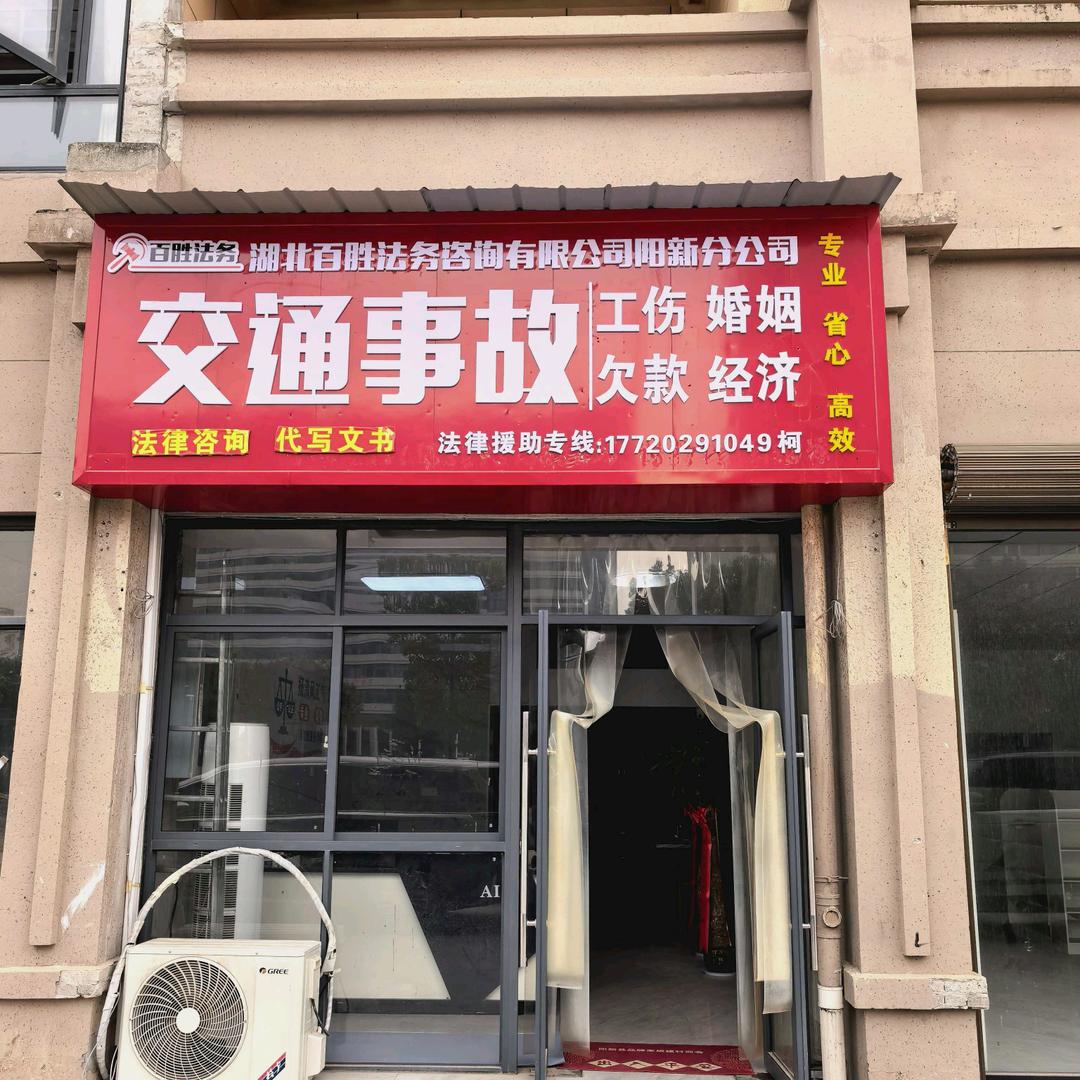 百胜法务 湖北百胜法务咨询有限公司阳新分公司
交通事故
工伤 婚姻
欠款 经济
专业 省心 高效
法律咨询 代写文书 法律援助专线:17720291049柯
AI
GREE